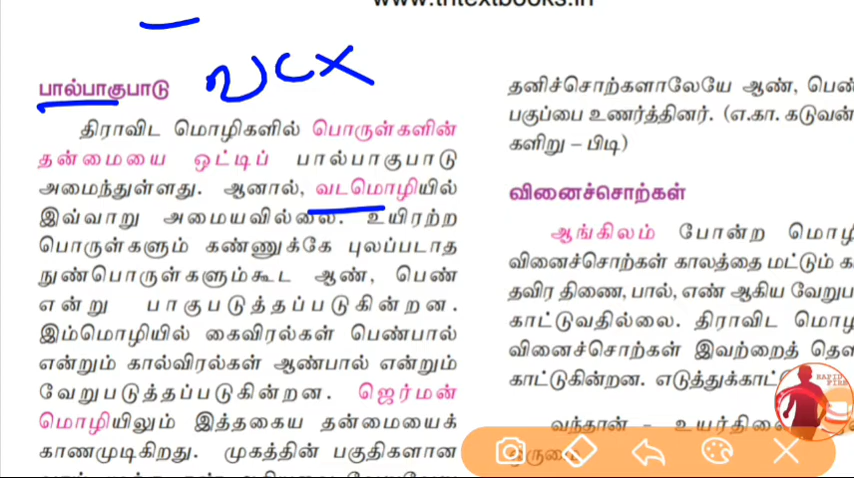 www.tntextbooks.in
பால்பாகுபாடு
திராவிட மொழிகளில் பொருள்களின்
தன்மையை ஒட்டிப் பால்பாகுபாடு
அமைந்துள்ளது. ஆனால், வடமொழியில்
இவ்வாறு அமையவில்லை. உயிரற்ற
பொருள்களும் கண்ணுக்கே புலப்படாத
நுண்பொருள்களும்கூட ஆண், பெண்
என்று பாகுபடுத்தப்படுகின்றன.
இம்மொழியில் கைவிரல்கள் பெண்பால்
என்றும் கால்விரல்கள் ஆண்பால் என்றும்
வேறுபடுத்தப்படுகின்றன. ஜெர்மன்
மொழியிலும் இத்தகைய தன்மையைக்
காணமுடிகிறது. முகத்தின் பகுதிகளான
தனிச்சொற்களாலேயே ஆண், பெண்
பகுப்பை உணர்த்தினர். (எ.கா. கடுவன்
களிறு – பிடி)
வினைச்சொற்கள்
ஆங்கிலம் போன்ற மொழி
வினைச்சொற்கள் காலத்தை மட்டும் க
தவிர திணை, பால், எண் ஆகிய வேறுப
காட்டுவதில்லை. திராவிட மொழ
வினைச்சொற்கள் இவற்றைத் தெள
காட்டுகின்றன. எடுத்துக்காட்
வந்தான் – உயர்திணை
ஒருமை